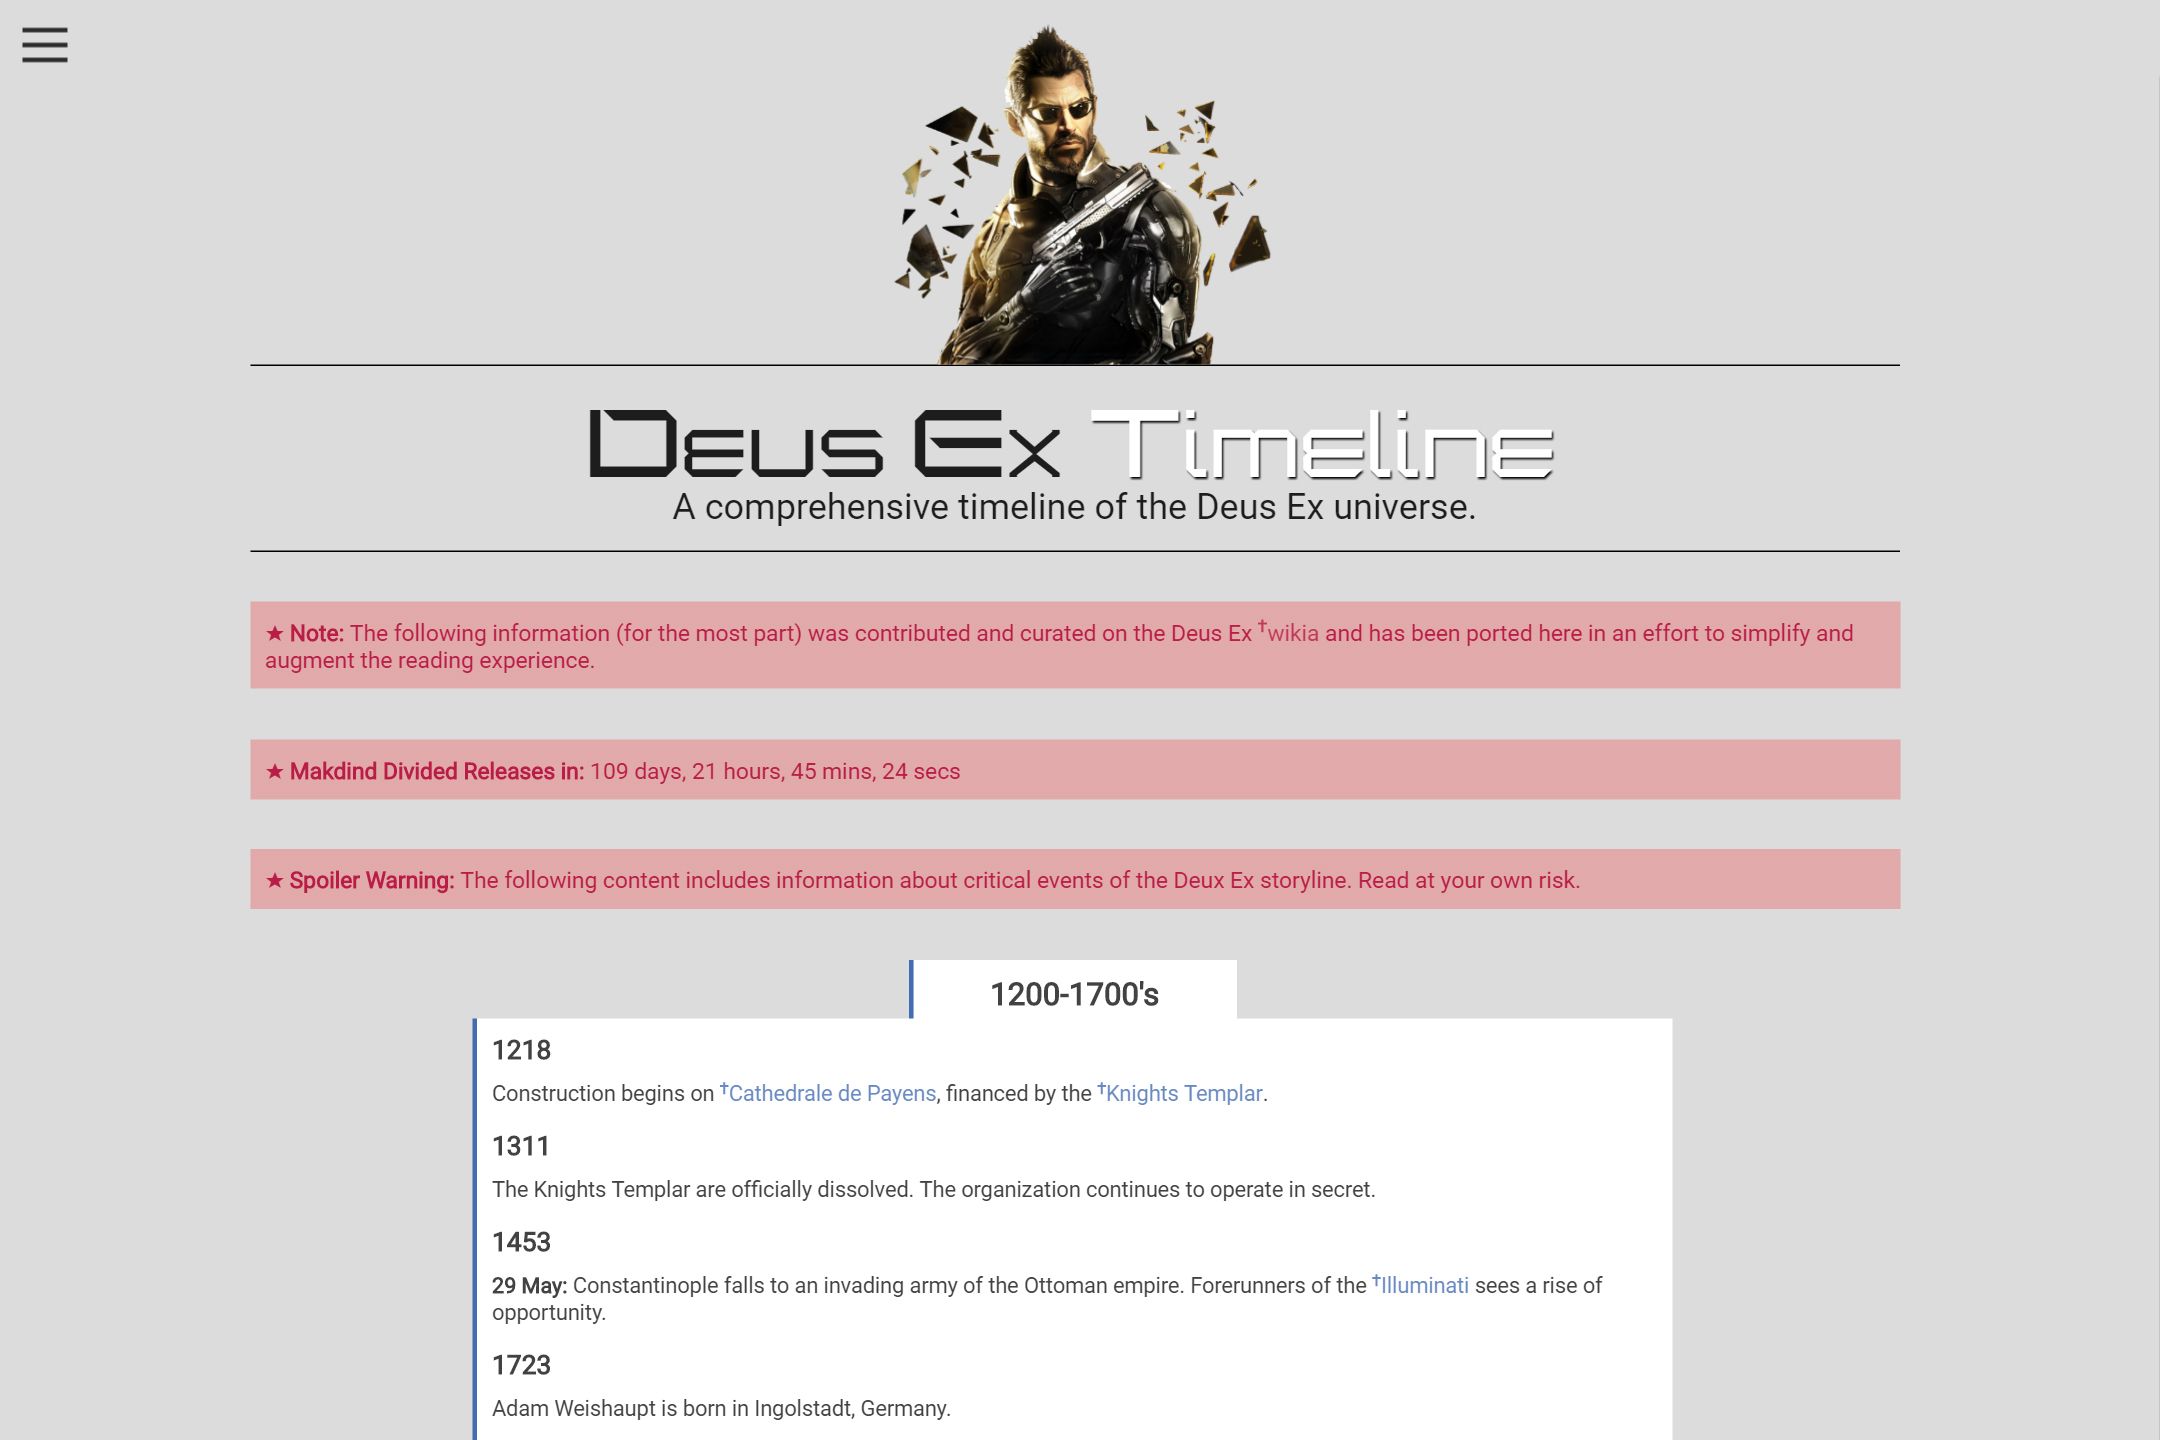 Deus Ex Timeline
A comprehensive timeline of the Deus Ex universe.
★ Note: The following information (for the most part) was contributed and curated on the Deus Ex †wikia and has been ported here in an effort to simplify and
augment the reading experience.
★ Makdind Divided Releases in: 109 days, 21 hours, 45 mins, 24 secs
★ Spoiler Warning: The following content includes information about critical events of the Deux Ex storyline. Read at your own risk.
1200-1700's
1218
Construction begins on †Cathedrale de Payens, financed by the †Knights Templar.
1311
The Knights Templar are officially dissolved. The organization continues to operate in secret.
1453
29 May: Constantinople falls to an invading army of the Ottoman empire. Forerunners of the †Illuminati sees a rise of
opportunity.
1723
Adam Weishaupt is born in Ingolstadt, Germany.